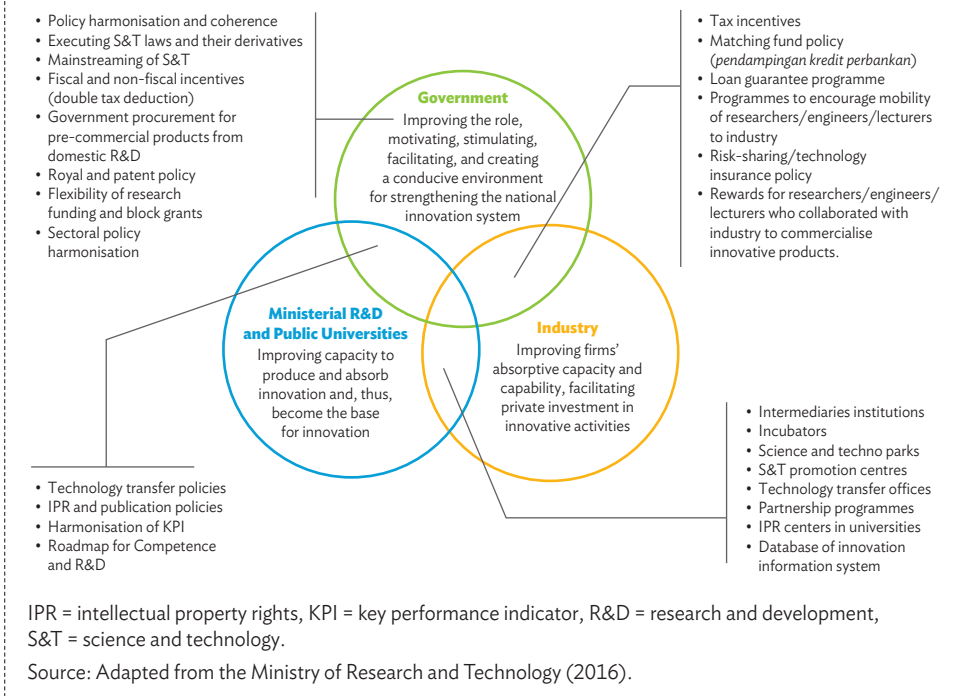 • Policy harmonisation and coherence
• Executing S&T laws and their derivatives
• Mainstreaming of S&T
• Fiscal and non-fiscal incentives
(double tax deduction)
• Government procurement for
pre-commercial products from
domestic R&D
• Royal and patent policy
• Flexibility of research
funding and block grants
• Sectoral policy
harmonisation
• Tax incentives
• Matching fund policy
(pendampingan kredit perbankan)
• Loan guarantee programme
• Programmes to encourage mobility
of researchers/engineers/lecturers
to industry
• Risk-sharing/technology
insurance policy
• Rewards for researchers/engineers/
lecturers who collaborated with
industry to commercialise
innovative products.
Government
Improving the role,
motivating, stimulating,
facilitating, and creating
a conducive environment
for strengthening the national
innovation system
Ministerial R&D
and Public Universities
Improving capacity to
produce and absorb
innovation and, thus,
become the base
for innovation
Industry
Improving firms'
absorptive capacity and
capability, facilitating
private investment in
innovative activities
• Technology transfer policies
• IPR and publication policies
• Harmonisation of KPI
• Roadmap for Competence
and R&D
• Intermediaries institutions
• Incubators
• Science and techno parks
• S&T promotion centres
• Technology transfer offices
• Partnership programmes
• IPR centers in universities
• Database of innovation
information system
IPR = intellectual property rights, KPI = key performance indicator, R&D = research and development,
S&T = science and technology.
Source: Adapted from the Ministry of Research and Technology (2016).